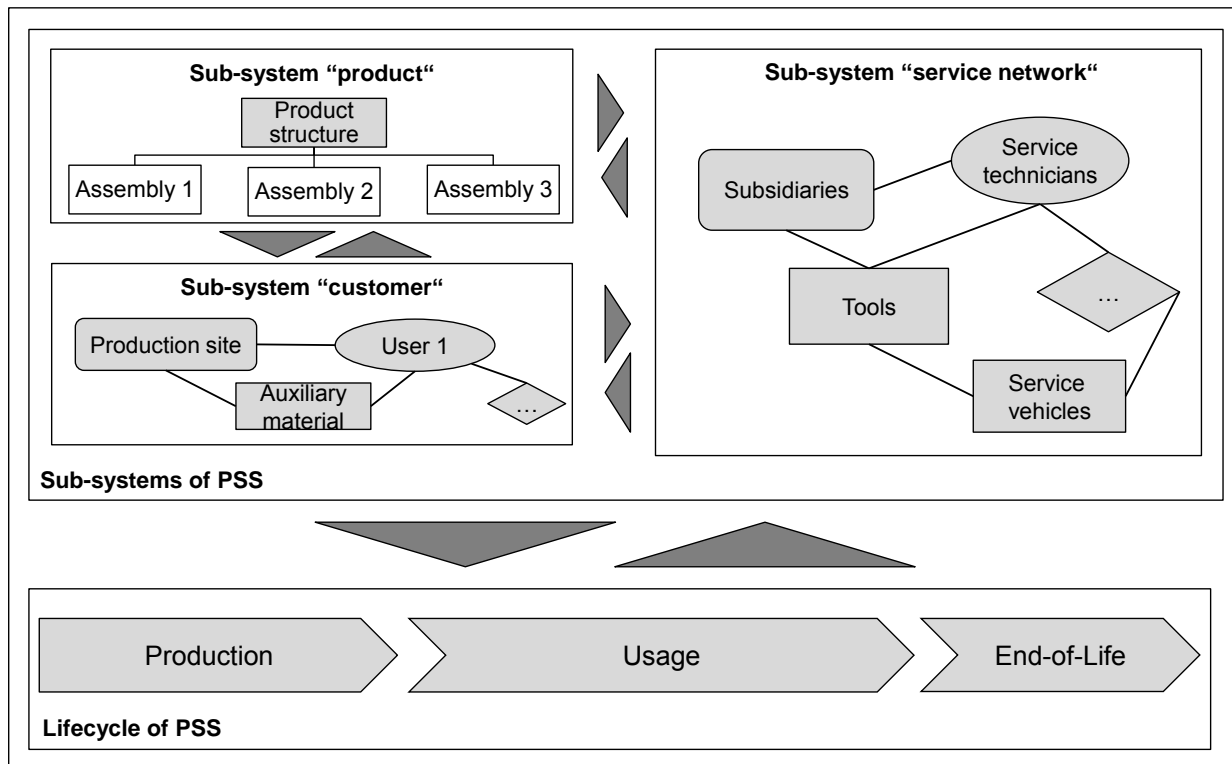 Sub-system “product“
Product
structure
Assembly 1
Assembly 2
Assembly 3
Sub-system “customer“
Production site
User 1
Auxiliary
material
…
Sub-system “service network“
Subsidiaries
Service
technicians
Tools
…
Service
vehicles
Sub-systems of PSS
Production
Usage
End-of-Life
Lifecycle of PSS